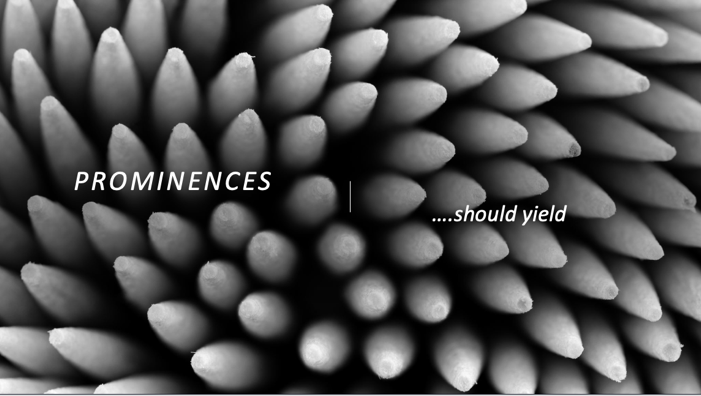 PROMINENCES
....should yield